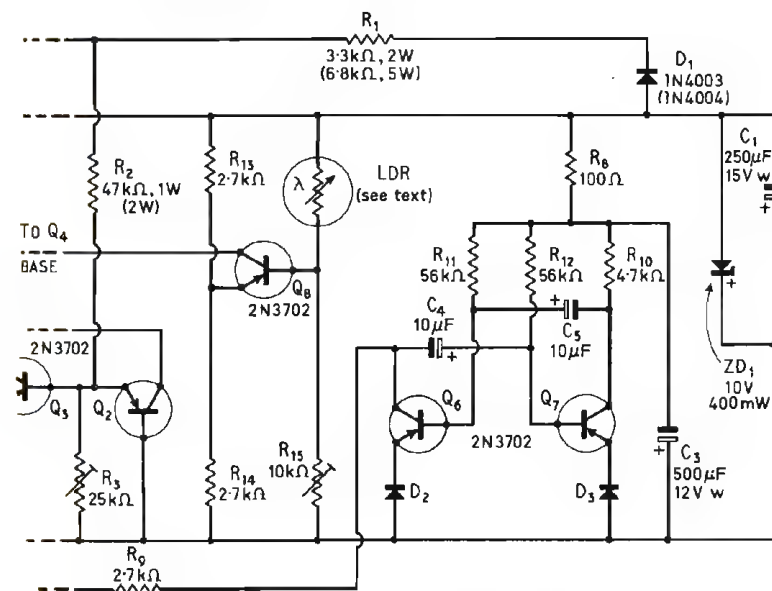 R1
3·3kΩ, 2W
(6·8kΩ, 5W)
D1
1N4003
(1N4004)
C1
250µF
15V w
+
R2
47kΩ, 1W
(2W)
R13
2·7kΩ
λ
LDR
(see text)
R8
100Ω
TO Q4
BASE
Q8
2N3702
R11
56kΩ
R12
56kΩ
R10
4·7kΩ
C4
10µF
+
+
C5
10µF
+
ZD1
10V
400mW
2N3702
Q3
Q2
Q6
Q7
2N3702
R3
25kΩ
R14
2·7kΩ
R15
10kΩ
D2
D3
+
C3
500µF
12V w
R9
2·7kΩ